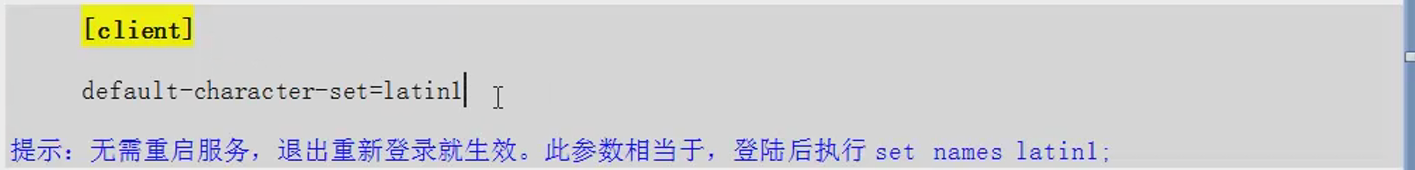 [client]
default-character-set=latin1
提示：无需重启服务，退出重新登录就生效。此参数相当于，登陆后执行 set names latin1;